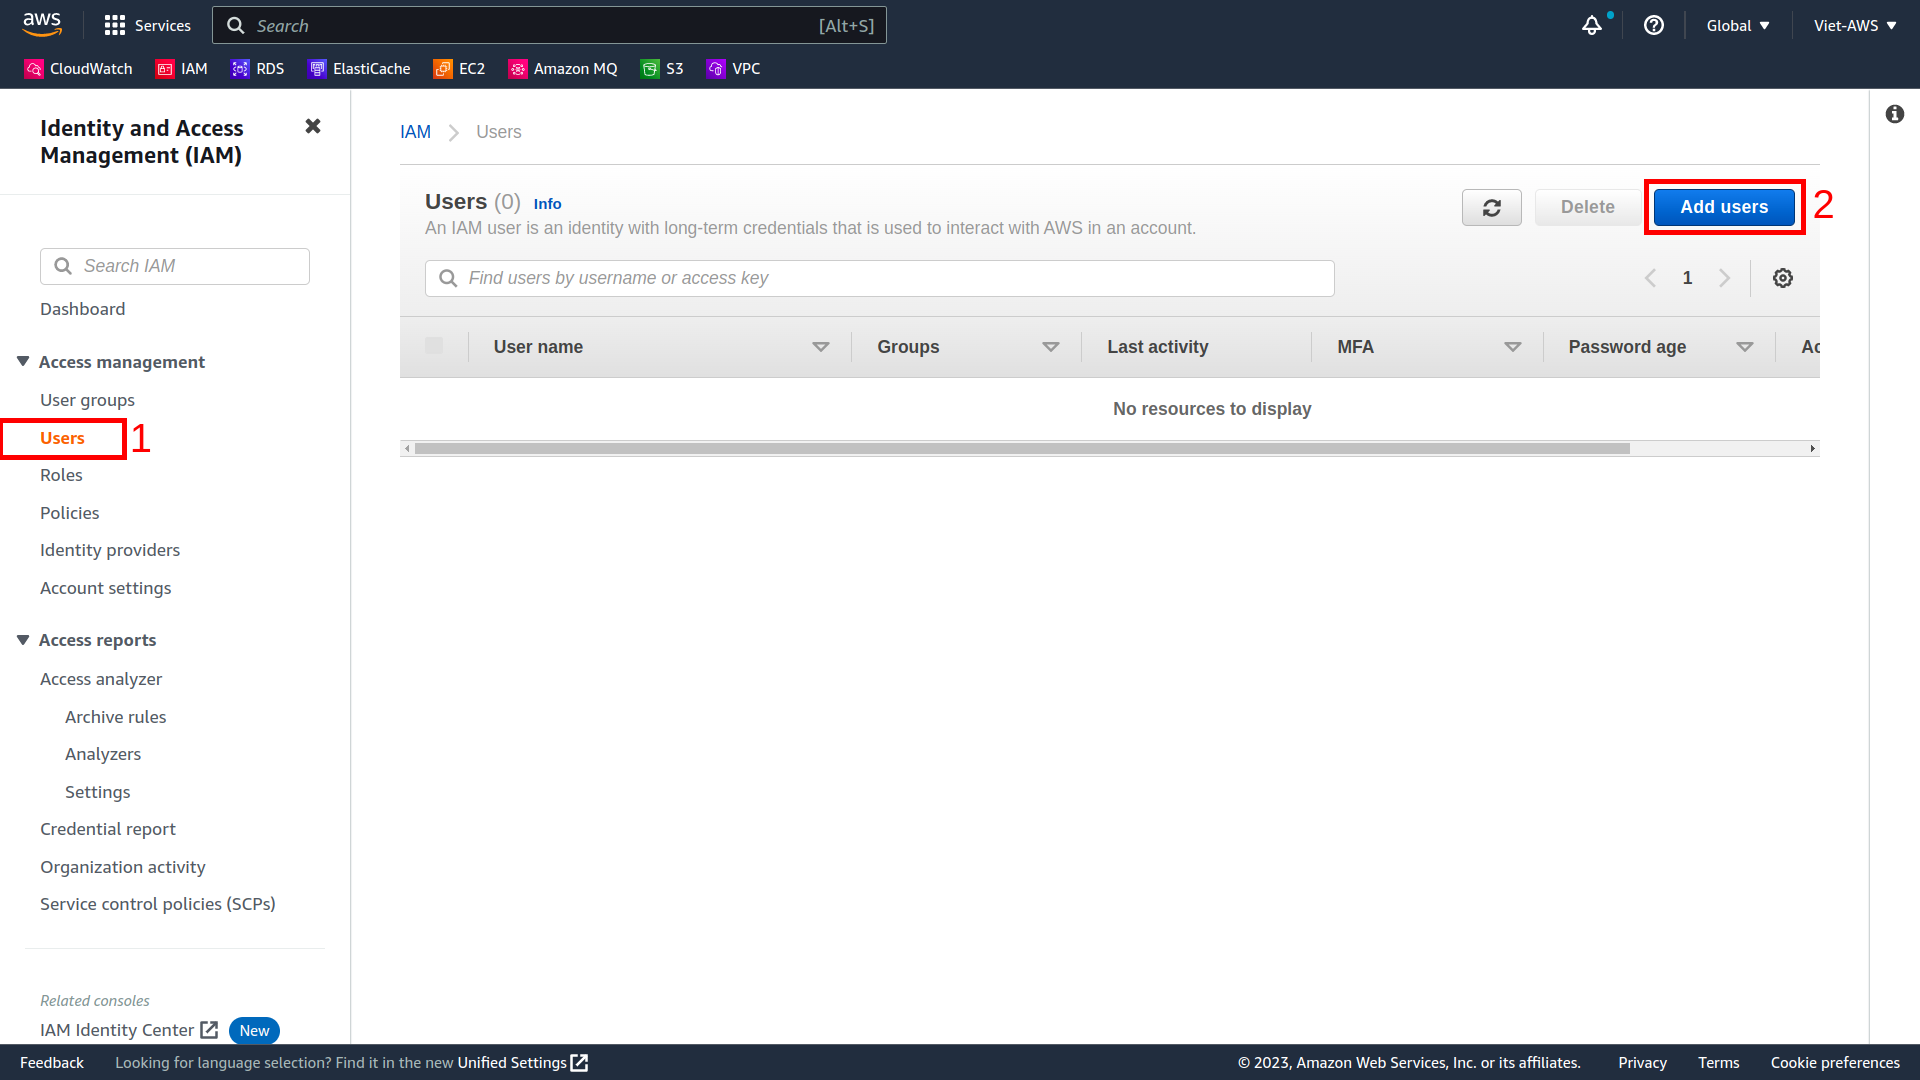 aws
Services
Search
[Alt+S]
Global
Viet-AWS
CloudWatch
IAM
RDS
ElastiCache
EC2
Amazon MQ
S3
VPC
Identity and Access
Management (IAM)
Search IAM
Dashboard
Access management
User groups
Users
1
Roles
Policies
Identity providers
Account settings
Access reports
Access analyzer
Archive rules
Analyzers
Settings
Credential report
Organization activity
Service control policies (SCPs)
Related consoles
IAM Identity Center
New
IAM
Users
Users (0) Info
An IAM user is an identity with long-term credentials that is used to interact with AWS in an account.
Delete
Add users
2
Find users by username or access key
1
User name
Groups
Last activity
MFA
Password age
Ac
No resources to display
Feedback
Looking for language selection? Find it in the new Unified Settings
© 2023, Amazon Web Services, Inc. or its affiliates.
Privacy
Terms
Cookie preferences